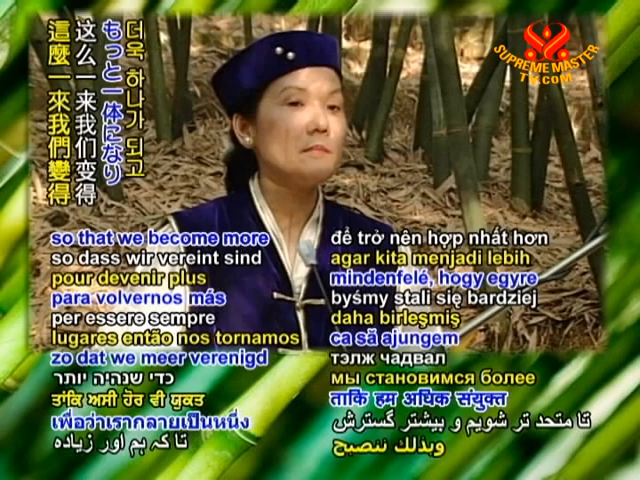 더욱 하나가 되고
もっと一体になり
这么一来我们变得
這麼一來我們變得
SUPREME MASTER
TV.COM
so that we become more
so dass wir vereint sind
pour devenir plus
para volvernos más
per essere sempre
lugares então nos tornamos
zo dat we meer verenigd
כדי שנהיה יותר
ਤਾਂਕਿ ਅਸੀ ਹੋਰ ਵੀ ਯੁਕਤ
เพื่อว่าเรากลายเป็นหนึ่ง
تا کہ ہم اور زیادہ
để trở nên hợp nhất hơn
agar kita menjadi lebih
mindenfelé, hogy egyre
byśmy stali się bardziej
daha birleşmiş
ca să ajungem
тэлж чадвал
мы становимся более
ताकि हम अधिक संयुक्त
تا متحد تر شویم و بیشتر گسترش
وبذلك نصبح